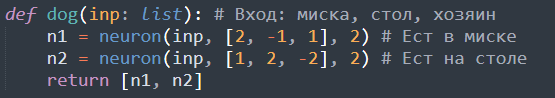 def dog(inp: list): # Вход: миска, стол, хозяин
    n1 = neuron(inp, [2, -1, 1], 2) # Ест в миске
    n2 = neuron(inp, [1, 2, -2], 2) # Ест на столе
    return [n1, n2]